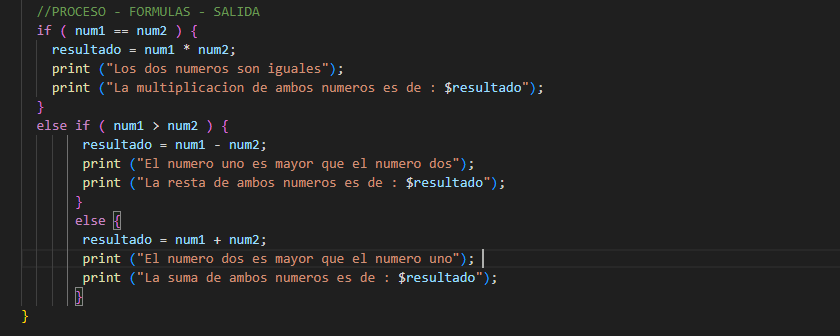 //PROCESO - FORMULAS - SALIDA
if ( num1 == num2 ) {
resultado = num1 * num2;
print ("Los dos numeros son iguales");
print ("La multiplicacion de ambos numeros es de : $resultado");
}
else if ( num1 > num2 ) {
resultado = num1 - num2;
print ("El numero uno es mayor que el numero dos");
print ("La resta de ambos numeros es de : $resultado");
}
else {
resultado = num1 + num2;
print ("El numero dos es mayor que el numero uno");
print ("La suma de ambos numeros es de : $resultado");
}
}